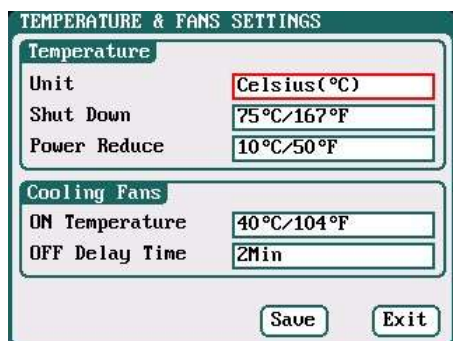 TEMPERATURE & FANS SETTINGS
Temperature
Unit Celsius(°C)
Shut Down 75°C/167°F
Power Reduce 10°C/50°F
Cooling Fans
ON Temperature 40°C/104°F
OFF Delay Time 2Min
Save Exit